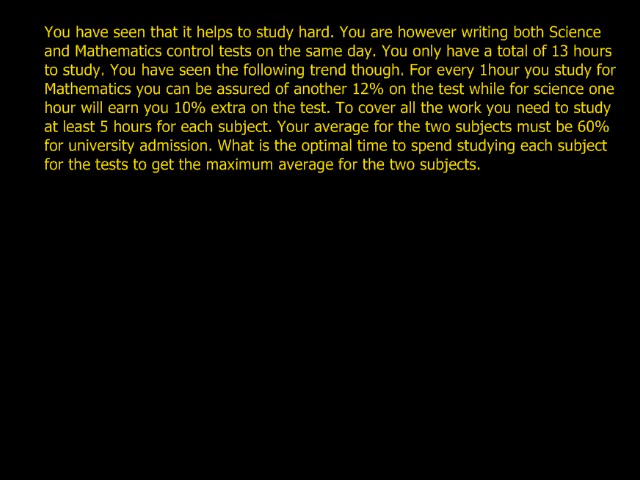 You have seen that it helps to study hard. You are however writing both Science
and Mathematics control tests on the same day. You only have a total of 13 hours
to study. You have seen the following trend though. For every 1hour you study for
Mathematics you can be assured of another 12% on the test while for science one
hour will earn you 10% extra on the test. To cover all the work you need to study
at least 5 hours for each subject. Your average for the two subjects must be 60%
for university admission. What is the optimal time to spend studying each subject
for the tests to get the maximum average for the two subjects.